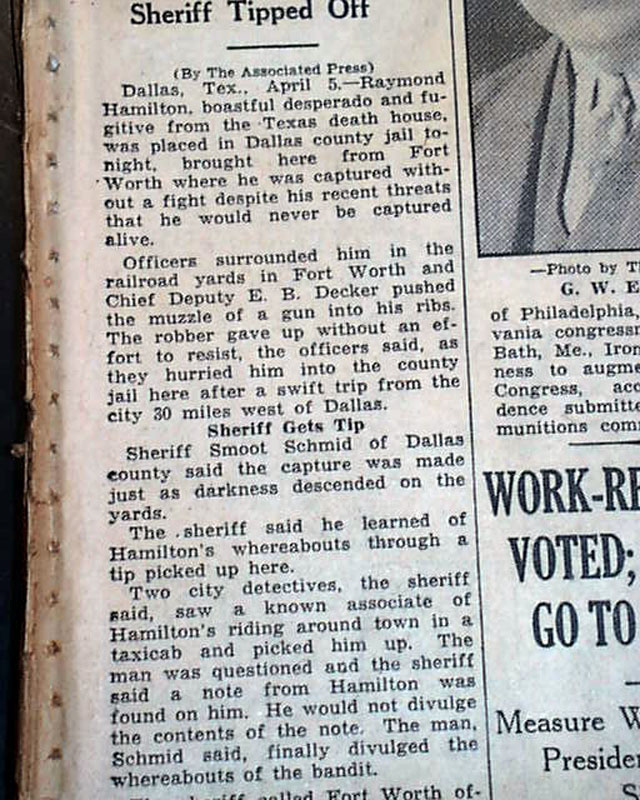 Sheriff Tipped Off
(By The Associated Press)
Dallas, Tex., April 5.—Raymond
Hamilton, boastful desperado and fu-
gitive from the Texas death house,
was placed in Dallas county jail to-
night, brought here from Fort
Worth where he was captured with-
out a fight despite his recent threats
that he would never be captured
alive.
Officers surrounded him in the
railroad yards in Fort Worth and
Chief Deputy E. B. Decker pushed
the muzzle of a gun into his ribs.
The robber gave up without an ef-
fort to resist, the officers said, as
they hurried him into the county
jail here after a swift trip from the
city 30 miles west of Dallas.
Sheriff Gets Tip
Sheriff Smoot Schmid of Dallas
county said the capture was made
just as darkness descended on the
yards.
The sheriff said he learned of
Hamilton's whereabouts through a
tip picked up here.
Two city detectives, the sheriff
said, saw a known associate of
Hamilton's riding around town in a
taxicab and picked him up. The
man was questioned and the sheriff
said a note from Hamilton was
found on him. He would not divulge
the contents of the note. The man,
Schmid said, finally divulged the
whereabouts of the bandit.
The sheriff called Fort Worth of-
—Photo by T
G. W. E
of Philadelphia,
vania congressm
Bath, Me., Iron
ness to augme
Congress, acc
dence submitte
munitions com
WORK-RE
VOTED;
GO TO
Measure W
Presiden
S